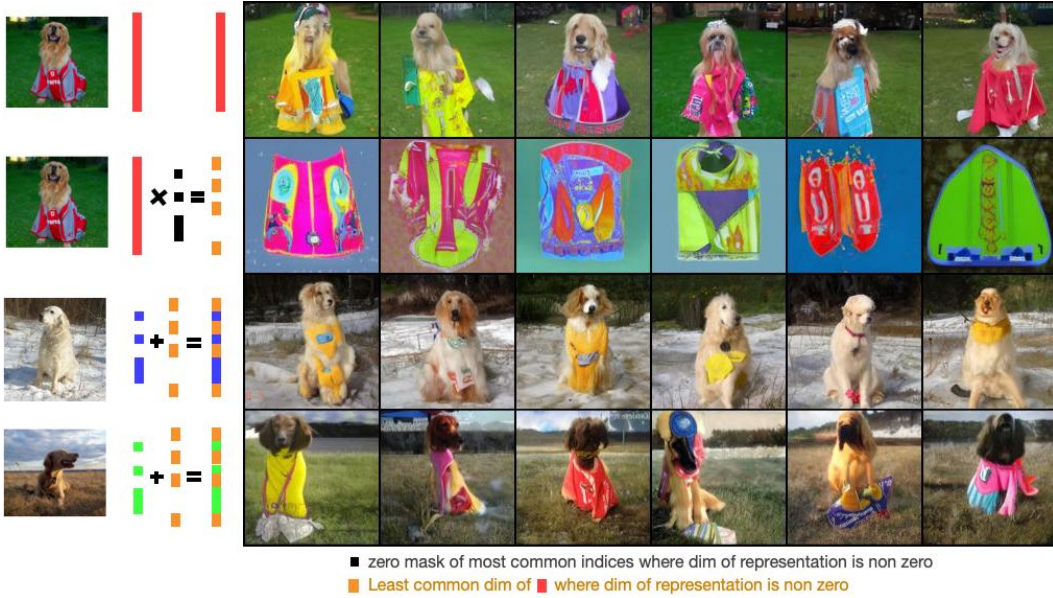 zero mask of most common indices where dim of representation is non zero
Least common dim of where dim of representation is non zero